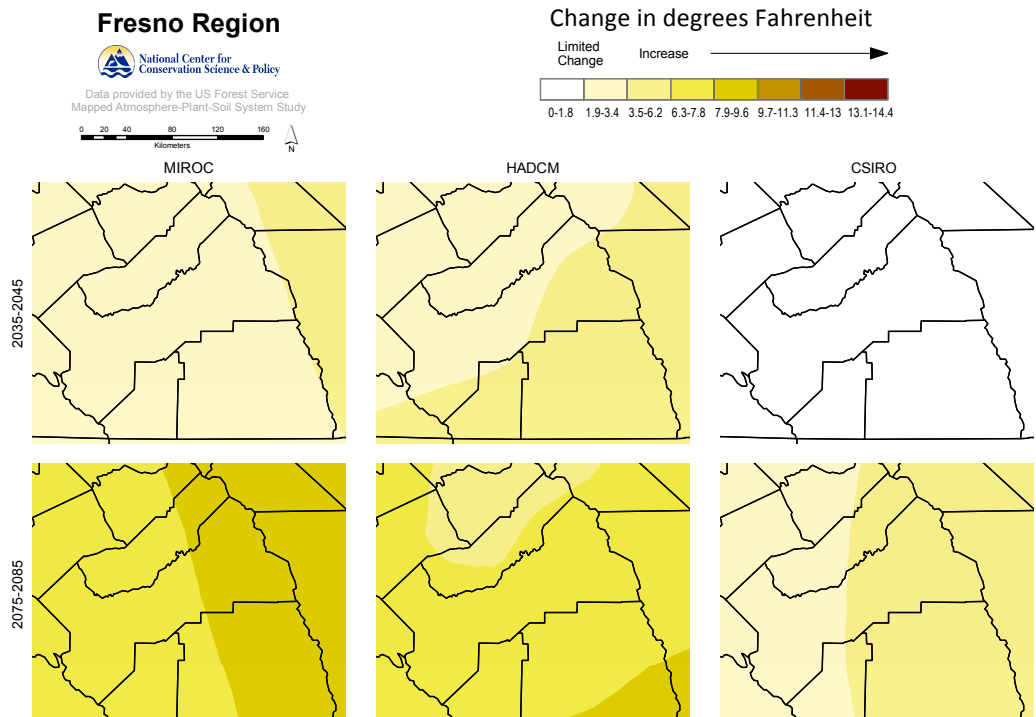 Fresno Region
National Center for
Conservation Science & Policy
Data provided by the US Forest Service
Mapped Atmosphere-Plant-Soil System Study
0 20 40 80 120 160
Kilometers
N
Change in degrees Fahrenheit
Limited
Change
Increase
0-1.8 1.9-3.4 3.5-6.2 6.3-7.8 7.9-9.6 9.7-11.3 11.4-13 13.1-14.4
MIROC HADCM CSIRO
2035-2045
2075-2085